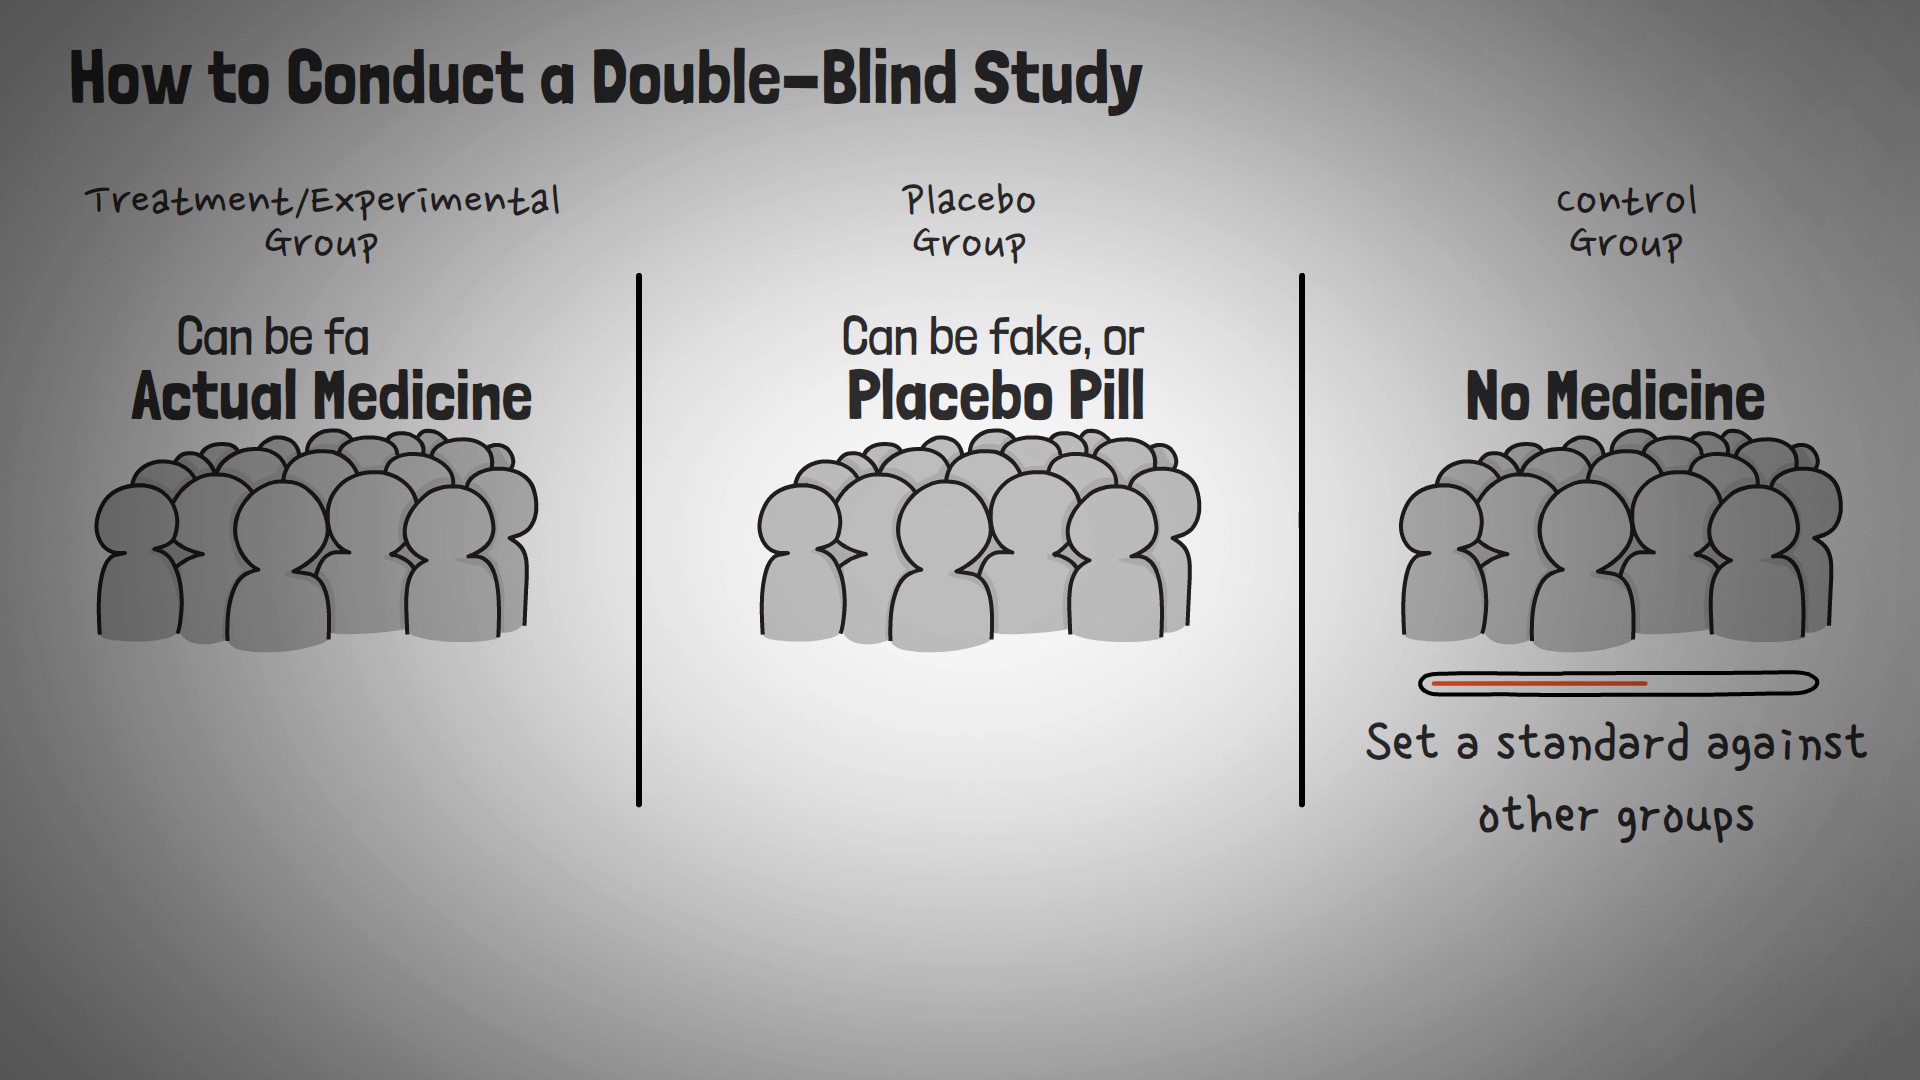 How to Conduct a Double-Blind Study
Treatment/Experimental
Group
Can be fa
Actual Medicine
Placebo
Group
Can be fake, or
Placebo Pill
Control
Group
No Medicine
Set a standard against
other groups